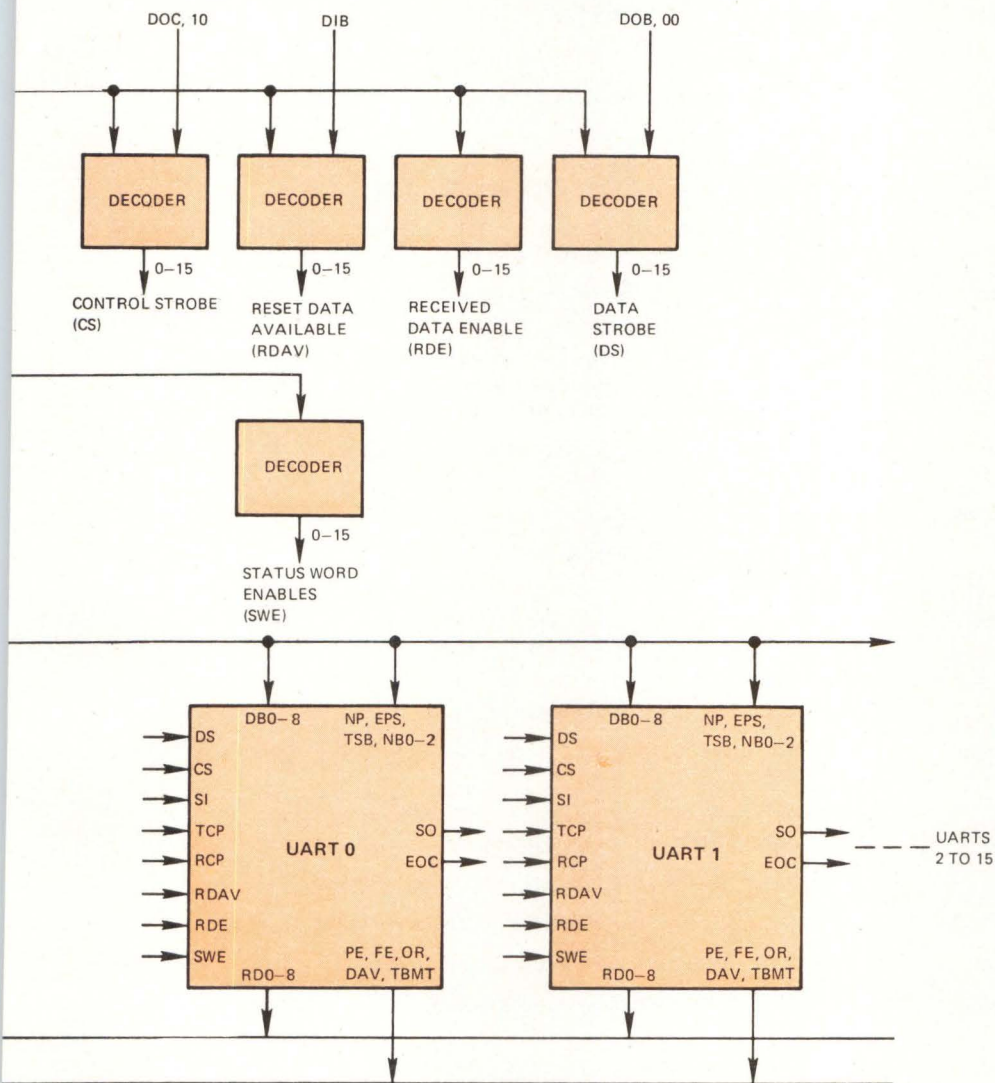 DOC, 10
DIB
DOB, 00
DECODER
DECODER
DECODER
DECODER
0–15
0–15
0–15
0–15
CONTROL STROBE
(CS)
RESET DATA
AVAILABLE
(RDAV)
RECEIVED
DATA ENABLE
(RDE)
DATA
STROBE
(DS)
DECODER
0–15
STATUS WORD
ENABLES
(SWE)
DB0–8
NP, EPS,
TSB, NB0–2
DS
CS
SI
TCP
RCP
RDAV
RDE
SWE
UART 0
SO
EOC
PE, FE, OR,
DAV, TBMT
RD0–8
DB0–8
NP, EPS,
TSB, NB0–2
DS
CS
SI
TCP
RCP
RDAV
RDE
SWE
UART 1
SO
EOC
PE, FE, OR,
DAV, TBMT
RD0–8
UARTS
2 TO 15